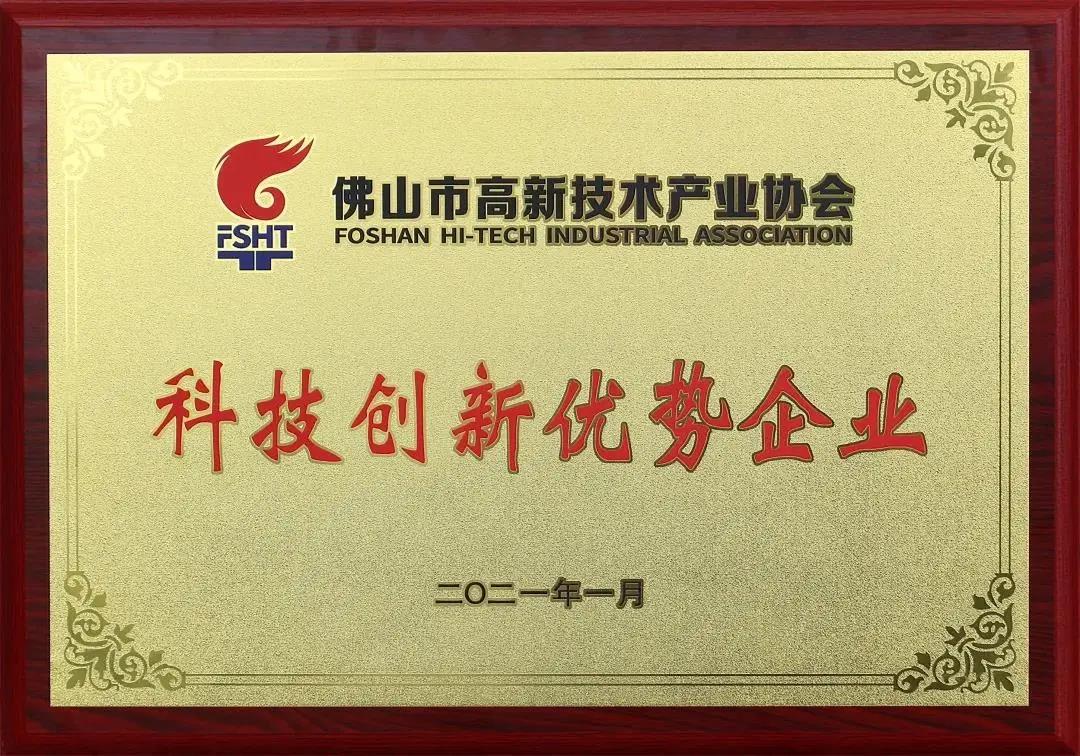 佛山市高新技术产业协会
FSHT
FOSHAN HI-TECH INDUSTRIAL ASSOCIATION
科技创新优势企业
二〇二一年一月